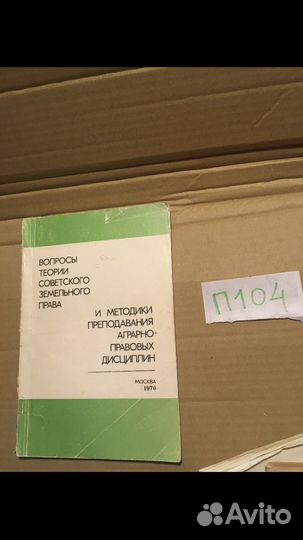 ВОПРОСЫ
ТЕОРИИ
СОВЕТСКОГО
ЗЕМЕЛЬНОГО
ПРАВА
И МЕТОДИКИ
ПРЕПОДАВАНИЯ
АГРАРНО-
ПРАВОВЫХ
ДИСЦИПЛИН
МОСКВА
1976
П104
Avito